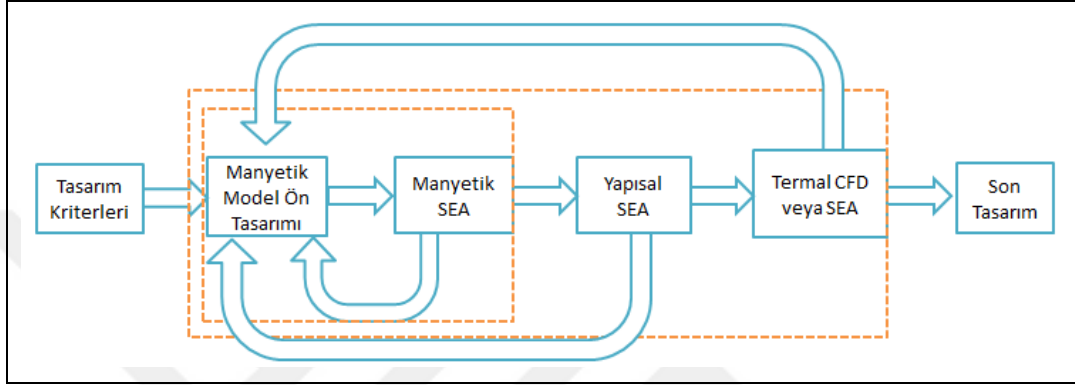 Tasarım
Kriterleri
Manyetik
Model Ön
Tasarımı
Manyetik
SEA
Yapısal
SEA
Termal CFD
veya SEA
Son
Tasarım